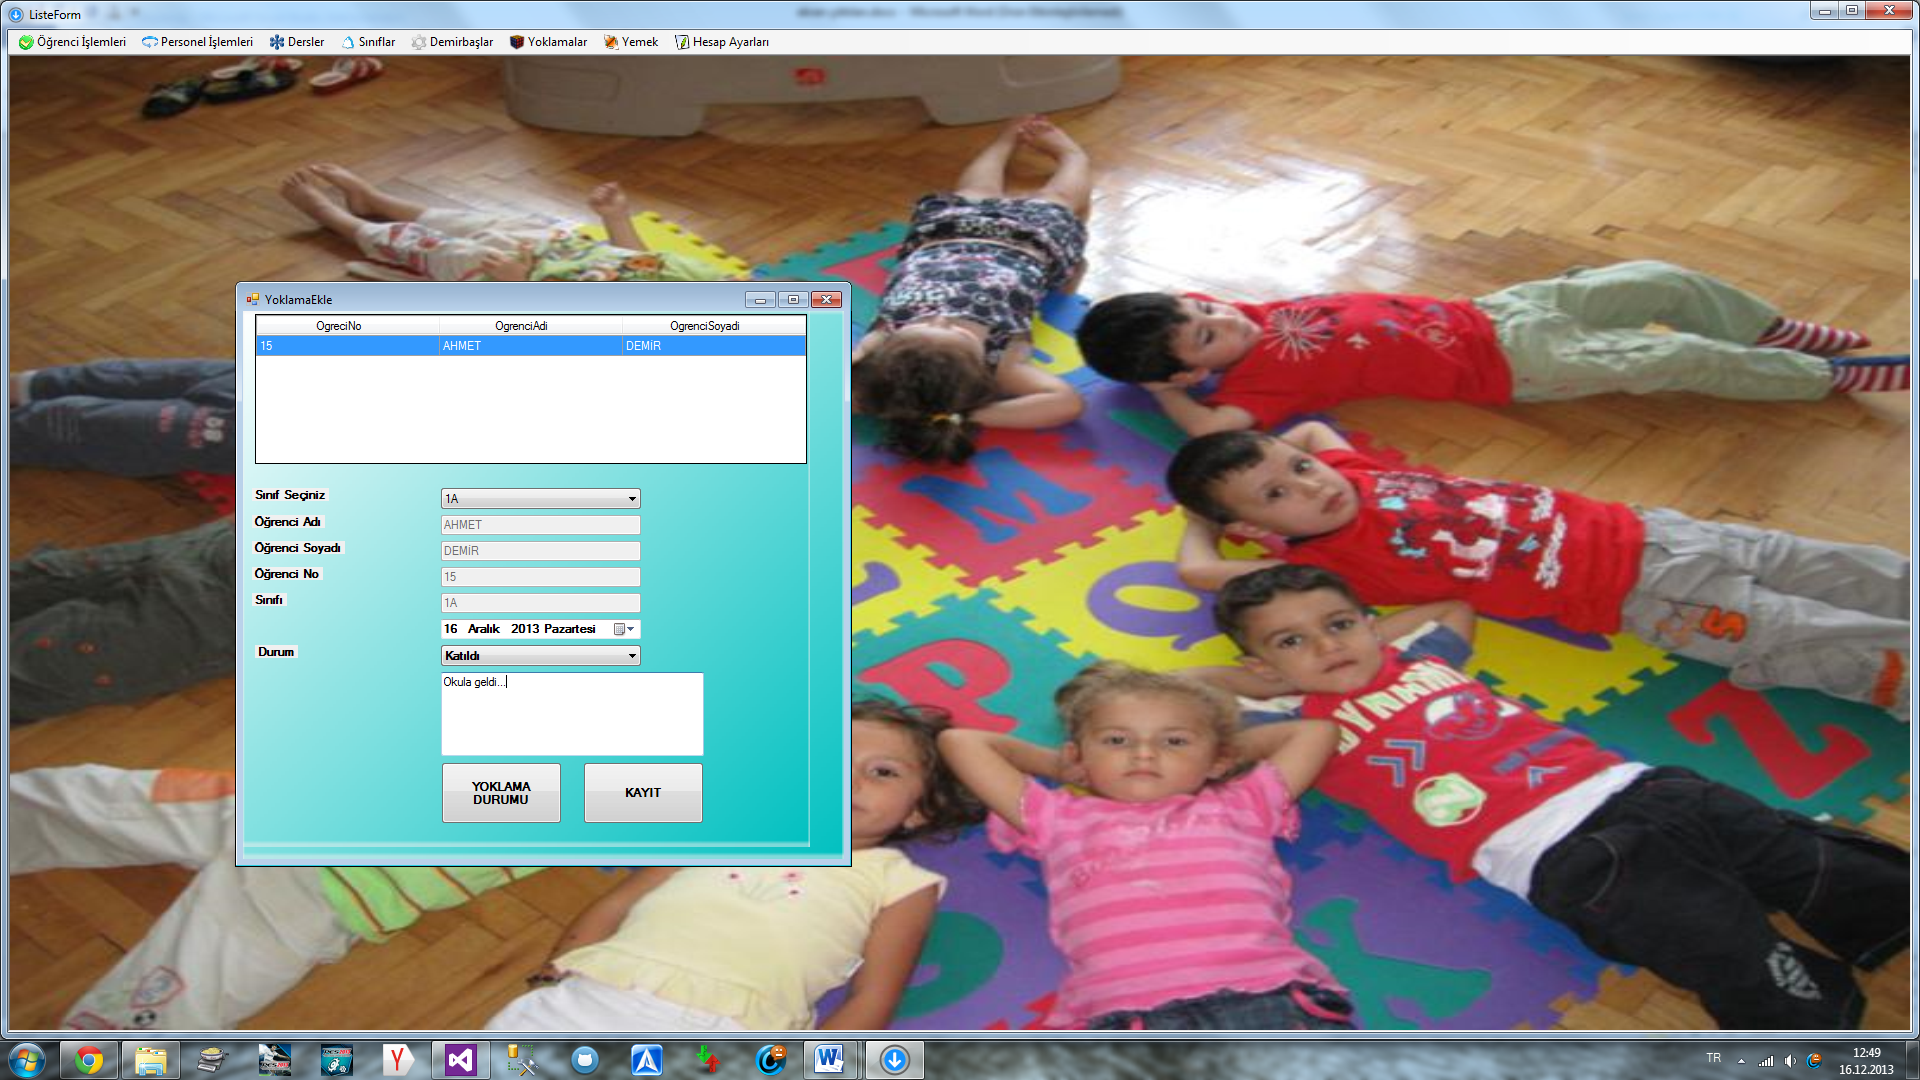 ListeForm
Öğrenci İşlemleri Personel İşlemleri Dersler Sınıflar Demirbaşlar Yoklamalar Yemek Hesap Ayarları
YoklamaEkle
OgreciNo OgrenciAdi OgrenciSoyadi
15 AHMET DEMİR
Sınıf Seçiniz 1A
Öğrenci Adı AHMET
Öğrenci Soyadı DEMİR
Öğrenci No 15
Sınıfı 1A
16 Aralık 2013 Pazartesi
Durum Katıldı
Okula geldi...
YOKLAMA
DURUMU
KAYIT
TR
12:49
16.12.2013